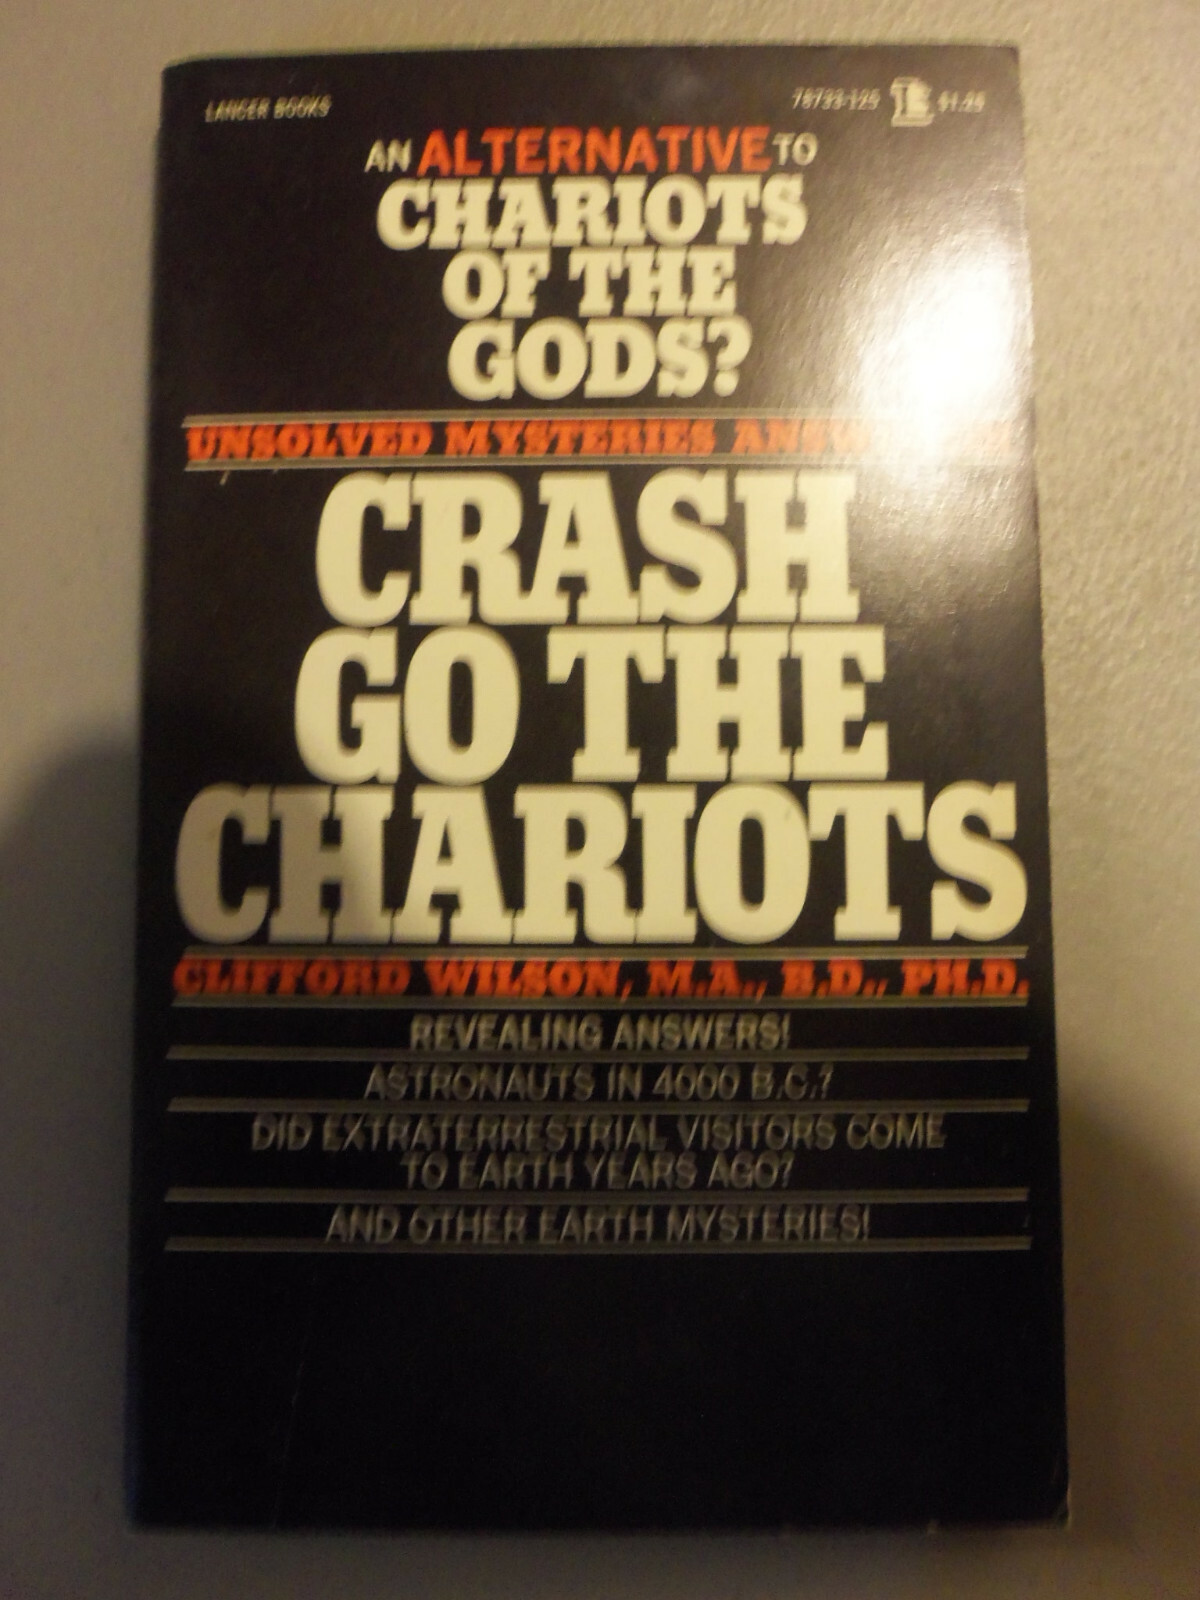 LANCER BOOKS
78733-125 $1.25
AN ALTERNATIVE TO
CHARIOTS
OF THE
GODS?
UNSOLVED MYSTERIES
CRASH
GO THE
CHARIOTS
CLIFFORD WILSON, M.A., B.D., PH.D.
REVEALING ANSWERS!
ASTRONAUTS IN 4000 B.C.?
DID EXTRATERRESTRIAL VISITORS COME
TO EARTH YEARS AGO?
AND OTHER EARTH MYSTERIES!